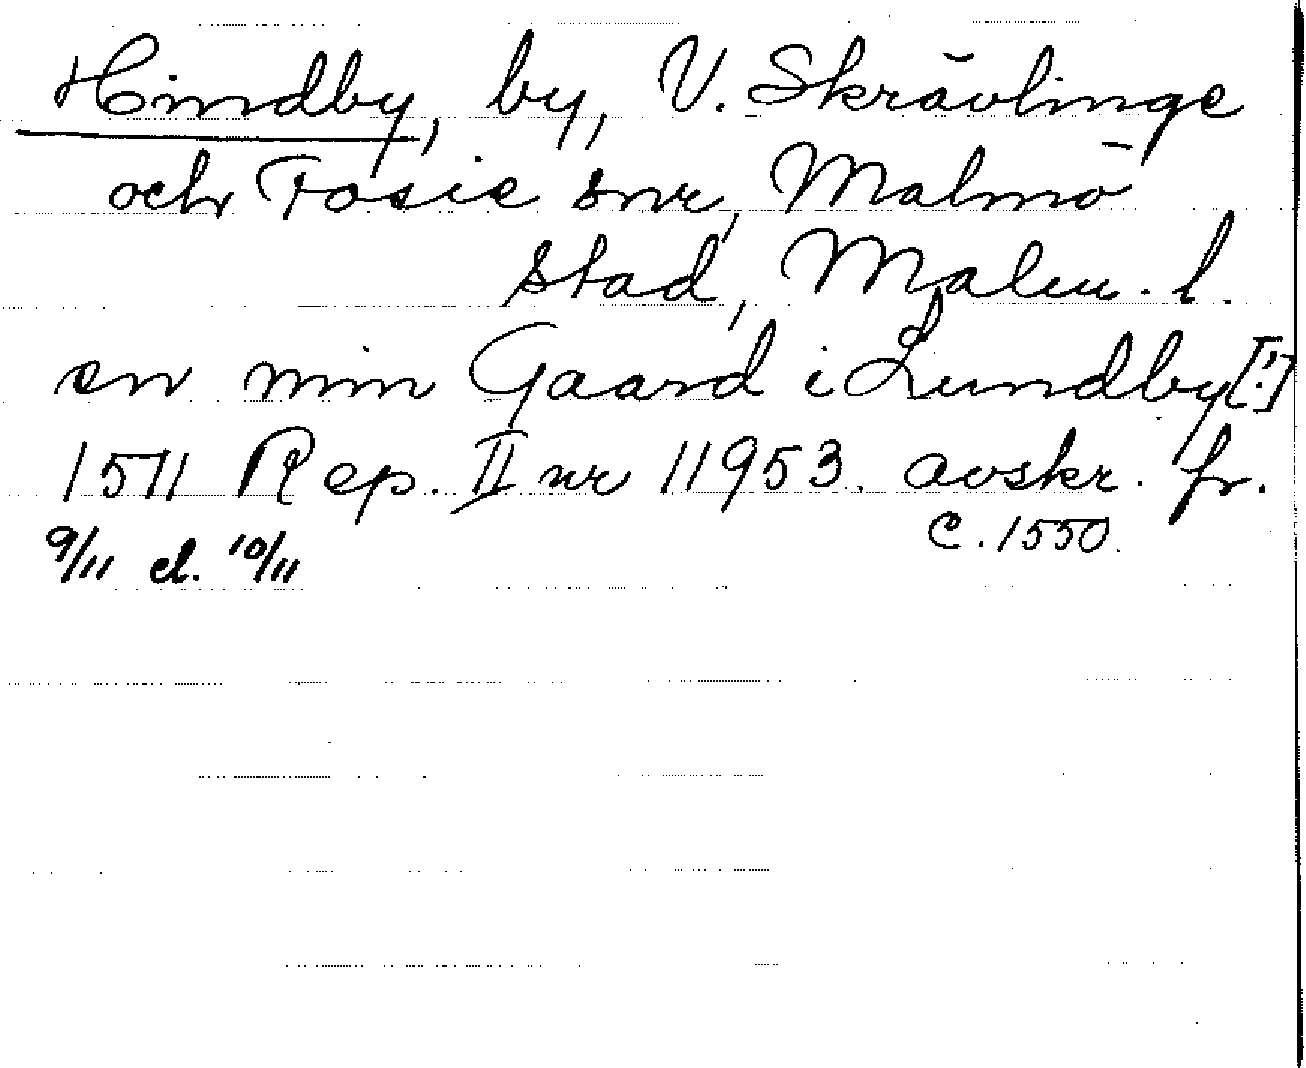 Hindby, by, V. Skrävlinge
och Fosie snr, Malmö
stad, Malm. l.
en min Gaard i Lundby [!]
1511 Rep. II nr 11953. avskr. fr.
c. 1550.
9/11 el. 10/11